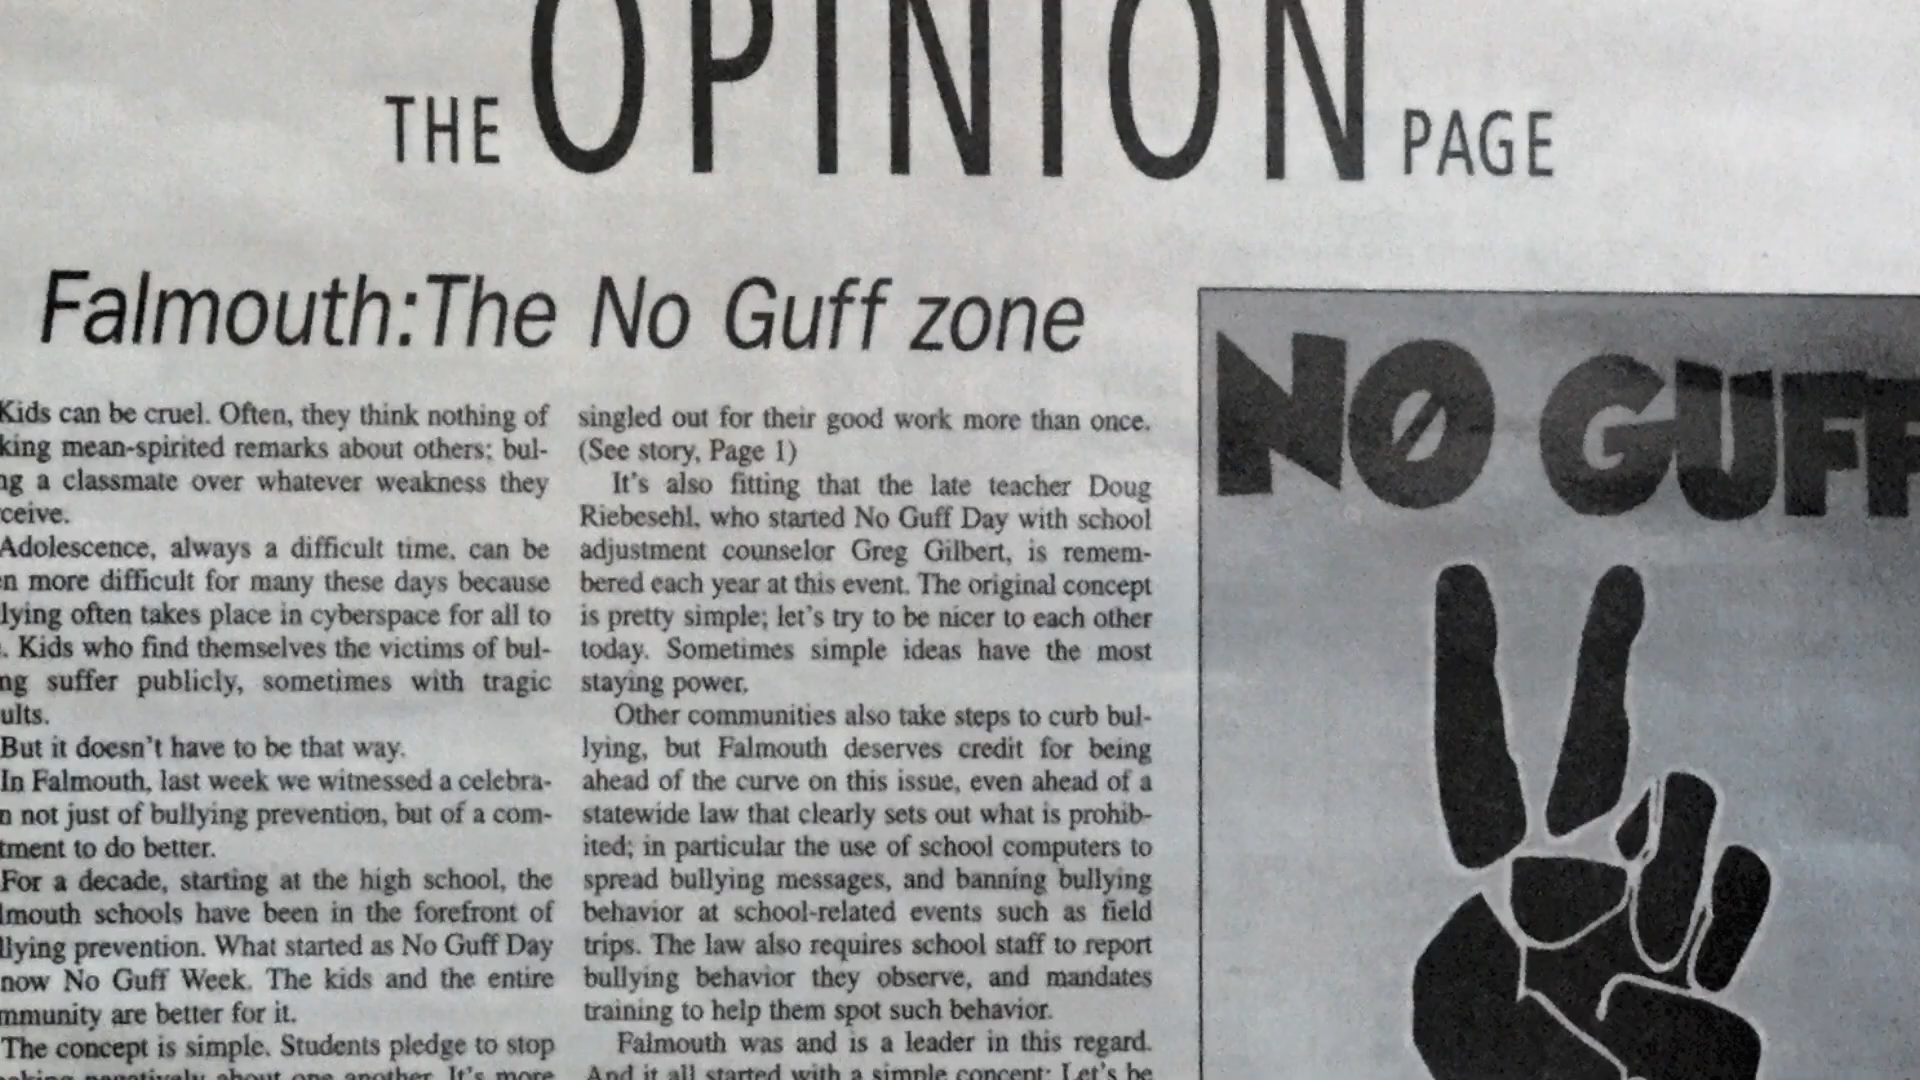 THE OPINION PAGE
Falmouth:The No Guff zone
Kids can be cruel. Often, they think nothing of
king mean-spirited remarks about others; bul-
ng a classmate over whatever weakness they
ceive.
Adolescence, always a difficult time, can be
n more difficult for many these days because
lying often takes place in cyberspace for all to
. Kids who find themselves the victims of bul-
ng suffer publicly, sometimes with tragic
ults.
But it doesn't have to be that way.
In Falmouth, last week we witnessed a celebra-
n not just of bullying prevention, but of a com-
tment to do better.
For a decade, starting at the high school, the
lmouth schools have been in the forefront of
llying prevention. What started as No Guff Day
now No Guff Week. The kids and the entire
mmunity are better for it.
The concept is simple. Students pledge to stop
negatively about one another. It's more
singled out for their good work more than once.
(See story, Page 1)
It's also fitting that the late teacher Doug
Riebesehl, who started No Guff Day with school
adjustment counselor Greg Gilbert, is remem-
bered each year at this event. The original concept
is pretty simple; let's try to be nicer to each other
today. Sometimes simple ideas have the most
staying power.
Other communities also take steps to curb bul-
lying, but Falmouth deserves credit for being
ahead of the curve on this issue, even ahead of a
statewide law that clearly sets out what is prohib-
ited; in particular the use of school computers to
spread bullying messages, and banning bullying
behavior at school-related events such as field
trips. The law also requires school staff to report
bullying behavior they observe, and mandates
training to help them spot such behavior.
Falmouth was and is a leader in this regard.
And it all started with a simple concept: Let's be
NO GUFF